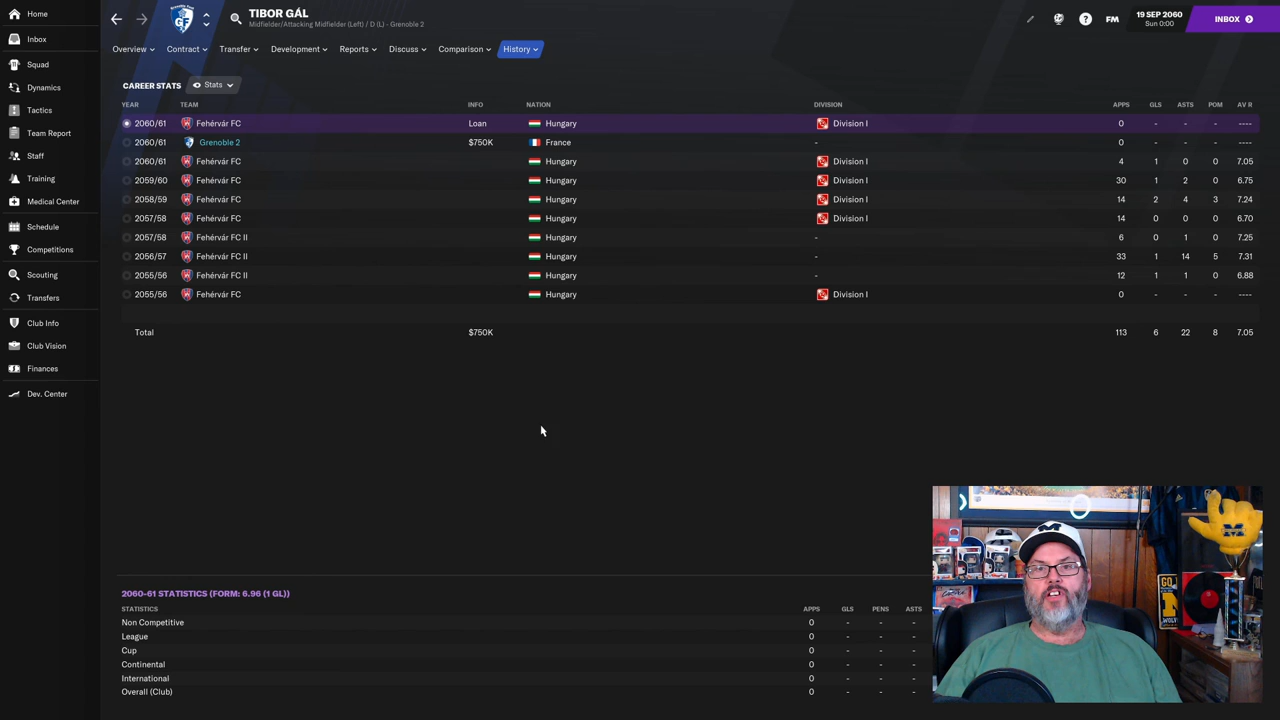 Home
Inbox
Squad
Dynamics
Tactics
Team Report
Staff
Training
Medical Center
Schedule
Competitions
Scouting
Transfers
Club Info
Club Vision
Finances
Dev. Center
TIBOR GÁL
Midfielder/Attacking Midfielder (Left) / D (L) - Grenoble 2
FM
19 SEP 2060
Sun 0:00
INBOX
Overview Contract Transfer Development Reports Discuss Comparison History
CAREER STATS Stats
YEAR TEAM INFO NATION DIVISION APPS GLS ASTS POM AV R
2060/61 Fehérvár FC Loan Hungary Division I 0 - - - ----
2060/61 Grenoble 2 $750K France - 0 - - - ----
2060/61 Fehérvár FC Hungary Division I 4 1 0 0 7.05
2059/60 Fehérvár FC Hungary Division I 30 1 2 0 6.75
2058/59 Fehérvár FC Hungary Division I 14 2 4 3 7.24
2057/58 Fehérvár FC Hungary Division I 14 0 0 0 6.70
2057/58 Fehérvár FC II Hungary - 6 0 1 0 7.25
2056/57 Fehérvár FC II Hungary - 33 1 14 5 7.31
2055/56 Fehérvár FC II Hungary - 12 1 1 0 6.88
2055/56 Fehérvár FC Hungary Division I 0 - - - ----
Total $750K 113 6 22 8 7.05
2060-61 STATISTICS (FORM: 6.96 (1 GL))
STATISTICS APPS GLS PENS ASTS
Non Competitive 0 - - -
League 0 - - -
Cup 0 - - -
Continental 0 - - -
International 0 - - -
Overall (Club) 0 - - -
M
M
GO
M